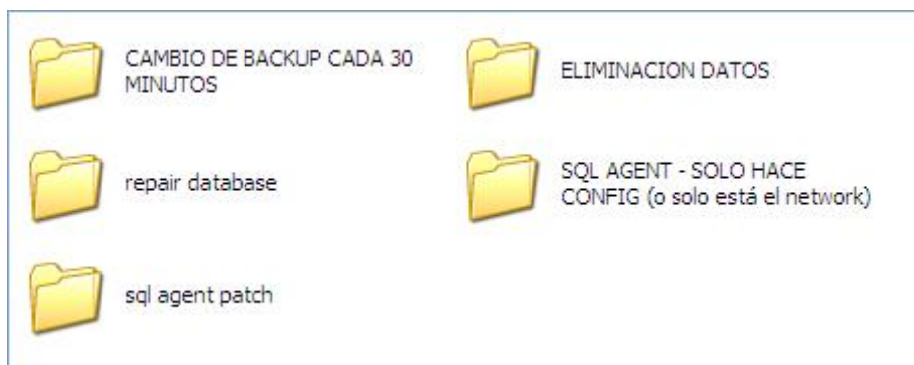 CAMBIO DE BACKUP CADA 30
MINUTOS
ELIMINACION DATOS
repair database
SQL AGENT - SOLO HACE
CONFIG (o solo está el network)
sql agent patch